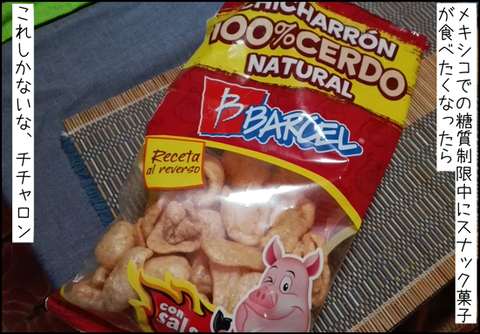 メキシコでの糖質制限中にスナック菓子
が食べたくなったら
これしかないな、チチャロン
CHICHARRÓN
100% CERDO
NATURAL
B
BARCEL
Receta
al reverso
con
salsa